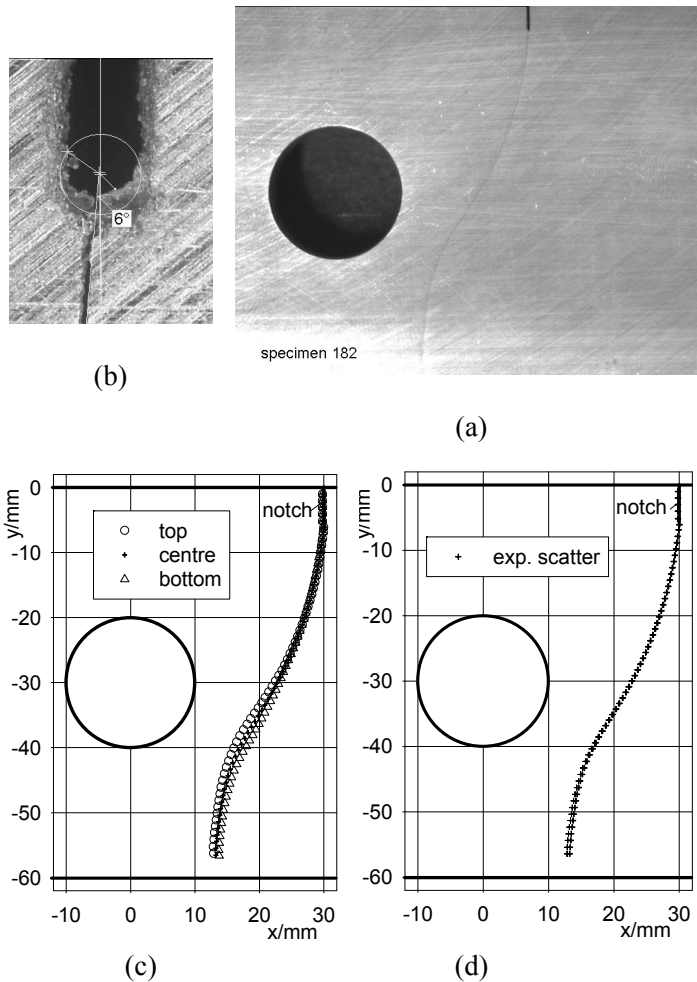 6°
(b)
specimen 182
(a)
0
-10
-20
-30
-40
-50
-60
y/mm
notch
top
centre
bottom
-10 0 10 20 30
x/mm
(c)
0
-10
-20
-30
-40
-50
-60
y/mm
notch
exp. scatter
-10 0 10 20 30
x/mm
(d)